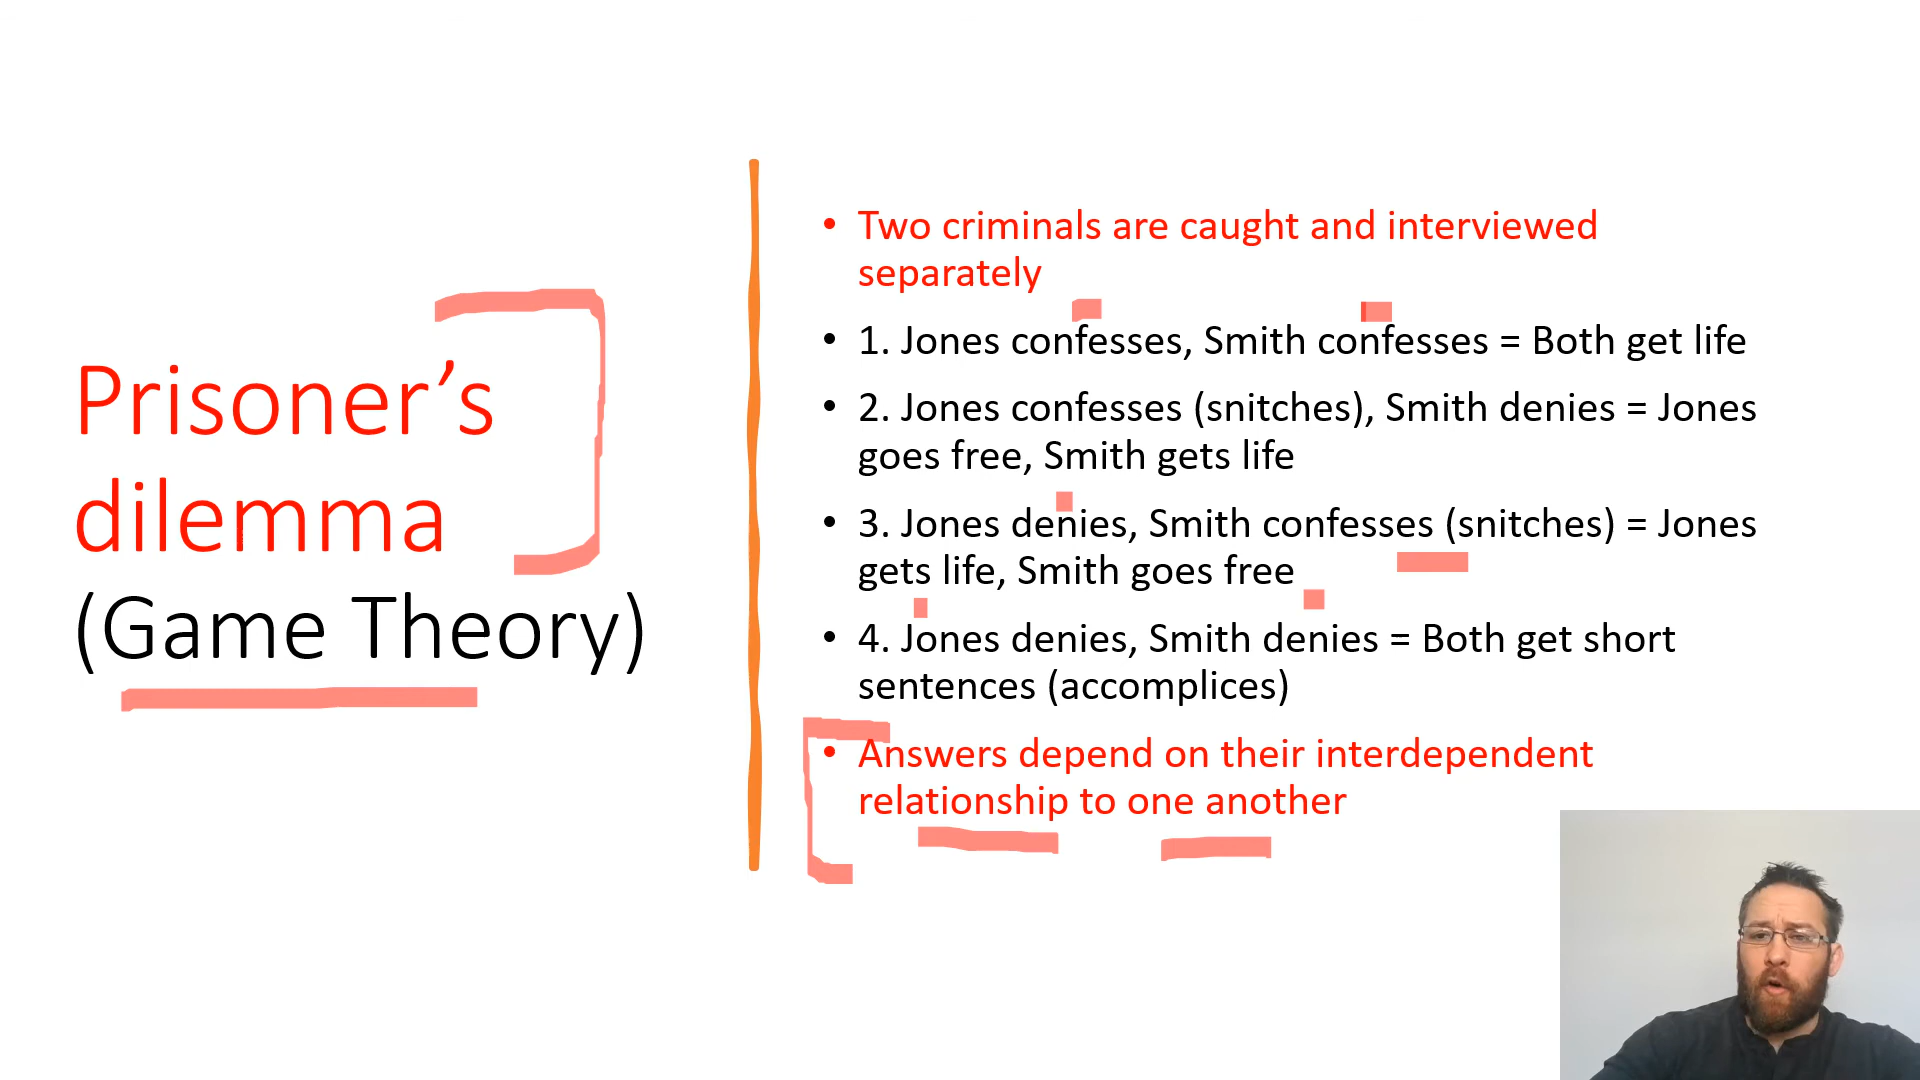 Prisoner’s
dilemma
(Game Theory)
• Two criminals are caught and interviewed
separately
• 1. Jones confesses, Smith confesses = Both get life
• 2. Jones confesses (snitches), Smith denies = Jones
goes free, Smith gets life
• 3. Jones denies, Smith confesses (snitches) = Jones
gets life, Smith goes free
• 4. Jones denies, Smith denies = Both get short
sentences (accomplices)
• Answers depend on their interdependent
relationship to one another